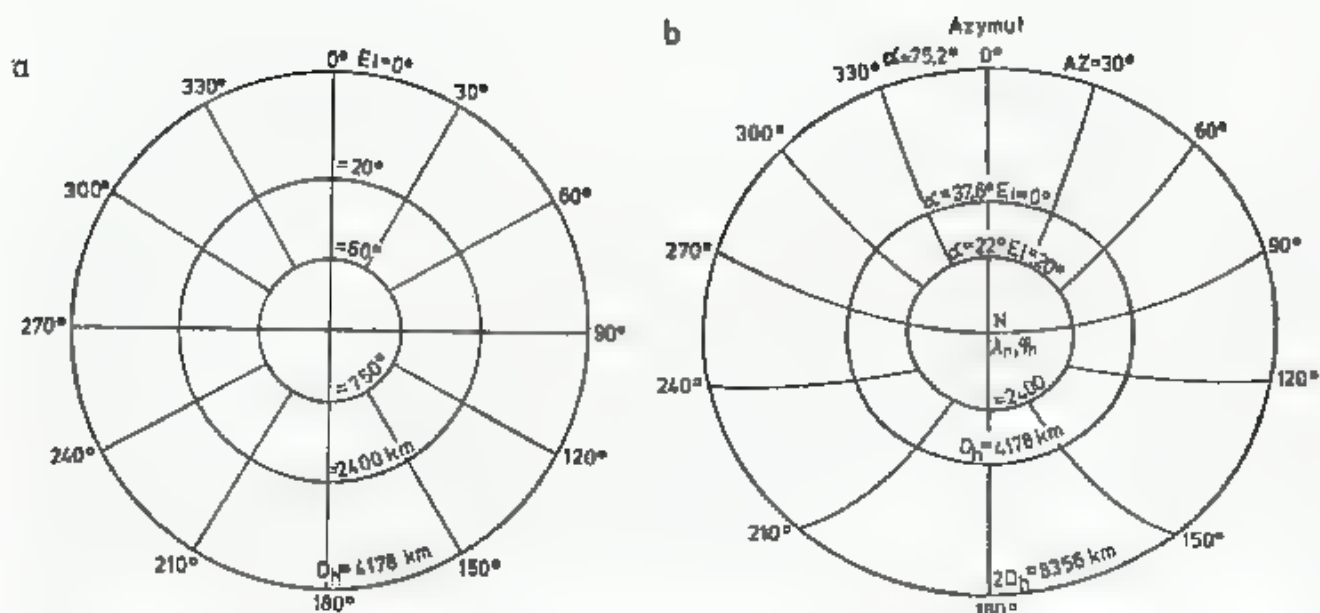 a
0° El=0°
330°
30°
=20°
300°
60°
=60°
270°
90°
=750°
240°
120°
=2400 km
210°
150°
Dh=4178 km
180°
b
Azymut
α=75,2°
0°
330°
AZ=30°
300°
60°
α=37,6° El=0°
270°
90°
α=22° El=20°
N
λn, φn
240°
120°
=2400
Dh=4178 km
210°
150°
2Dh=8356 km
180°